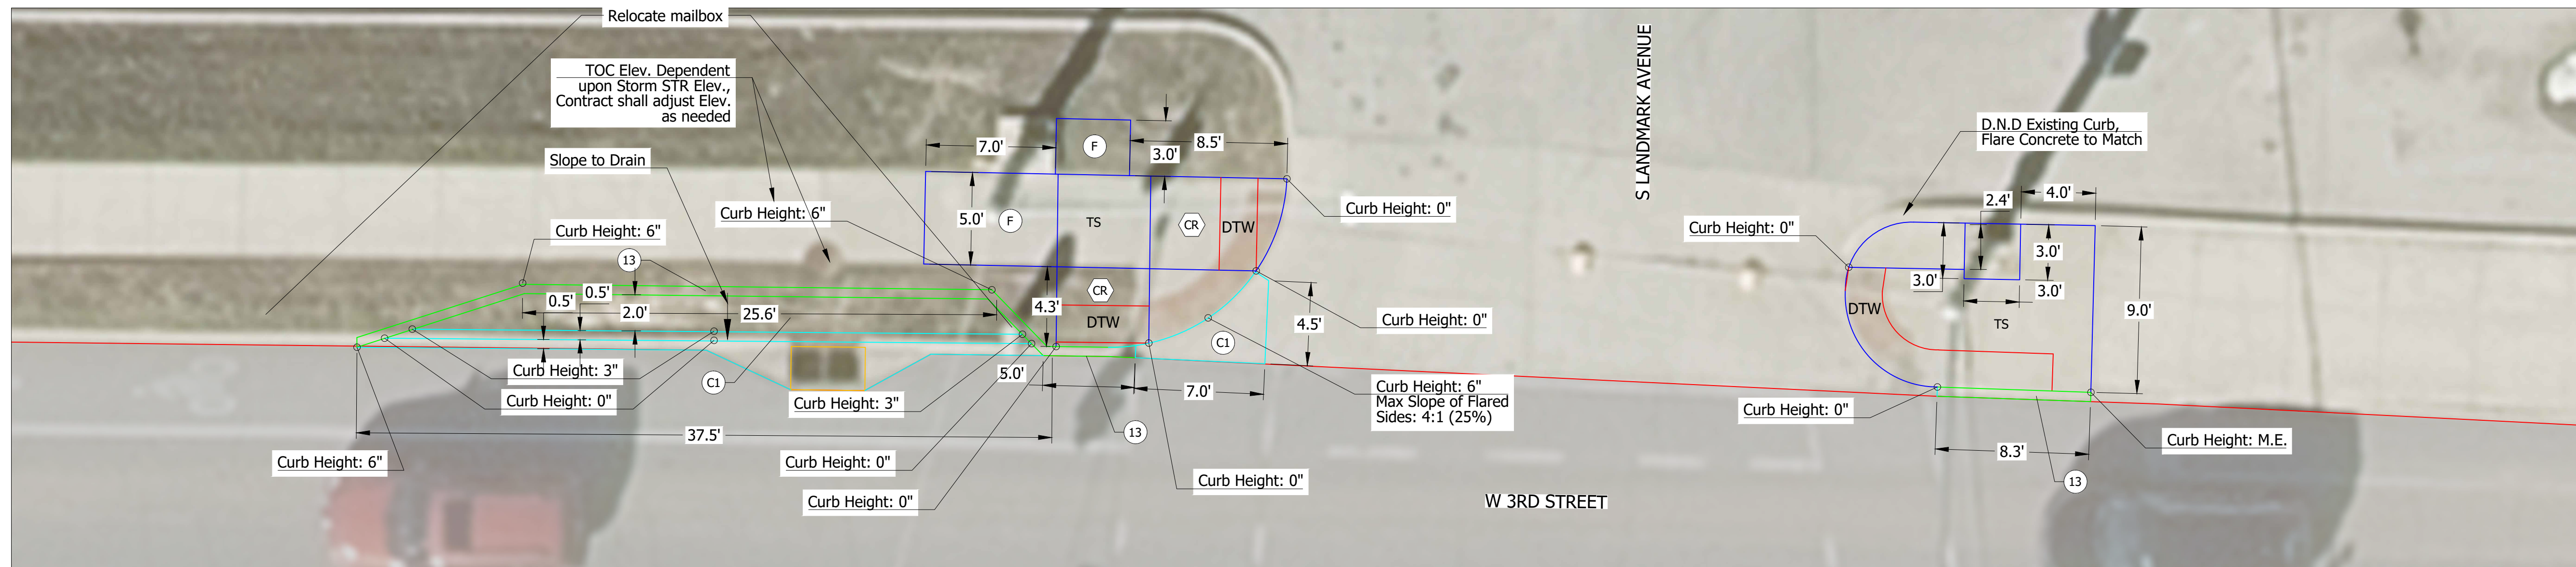 Relocate mailbox
TOC Elev. Dependent
upon Storm STR Elev.,
Contract shall adjust Elev.
as needed
Slope to Drain
Curb Height: 6"
13
0.5'
0.5'
2.0'
25.6'
Curb Height: 3"
C1
Curb Height: 0"
Curb Height: 3"
37.5'
Curb Height: 6"
Curb Height: 0"
Curb Height: 0"
Curb Height: 6"
7.0'
F
3.0'
8.5'
5.0'
F
TS
CR
DTW
CR
4.3'
DTW
5.0'
7.0'
4.5'
C1
13
Curb Height: 0"
Curb Height: 0"
Curb Height: 0"
Curb Height: 6"
Max Slope of Flared
Sides: 4:1 (25%)
S LANDMARK AVENUE
W 3RD STREET
D.N.D Existing Curb,
Flare Concrete to Match
Curb Height: 0"
2.4'
4.0'
3.0'
3.0'
3.0'
9.0'
DTW
TS
Curb Height: 0"
8.3'
13
Curb Height: M.E.